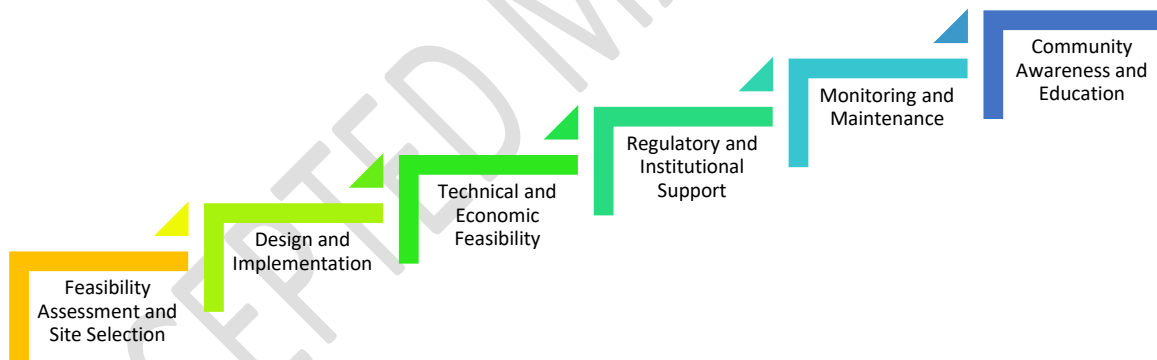 Feasibility
Assessment and
Site Selection
Design and
Implementation
Technical and
Economic
Feasibility
Regulatory and
Institutional
Support
Monitoring and
Maintenance
Community
Awareness and
Education
CEPTED M